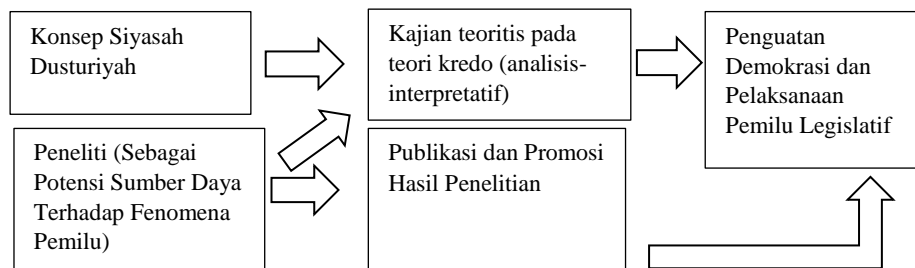 Konsep Siyasah
Dusturiyah
Kajian teoritis pada
teori kredo (analisis-
interpretatif)
Penguatan
Demokrasi dan
Pelaksanaan
Pemilu Legislatif
Peneliti (Sebagai
Potensi Sumber Daya
Terhadap Fenomena
Pemilu)
Publikasi dan Promosi
Hasil Penelitian